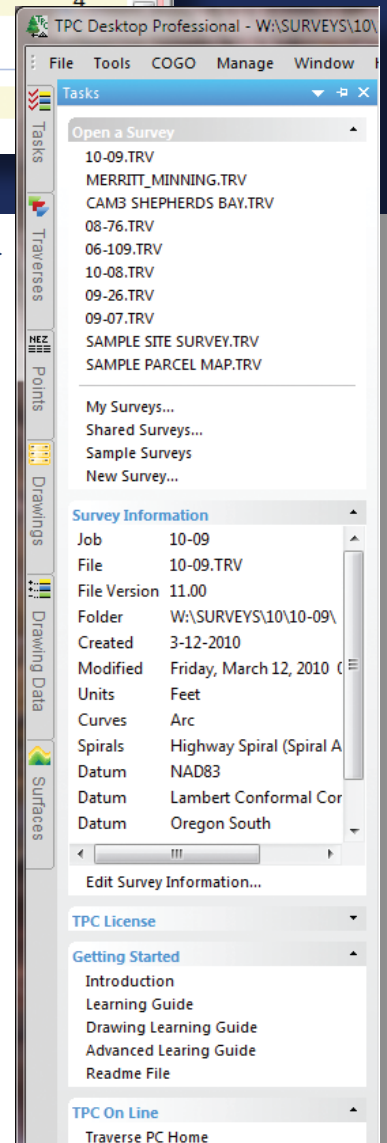 4
TPC Desktop Professional - W:\SURVEYS\10\
File Tools COGO Manage Window
Tasks
Tasks
Traverses
NEZ
Points
Drawings
Drawing Data
Surfaces
Open a Survey
10-09.TRV
MERRITT_MINNING.TRV
CAM3 SHEPHERDS BAY.TRV
08-76.TRV
06-109.TRV
10-08.TRV
09-26.TRV
09-07.TRV
SAMPLE SITE SURVEY.TRV
SAMPLE PARCEL MAP.TRV
My Surveys...
Shared Surveys...
Sample Surveys
New Survey...
Survey Information
Job 10-09
File 10-09.TRV
File Version 11.00
Folder W:\SURVEYS\10\10-09\
Created 3-12-2010
Modified Friday, March 12, 2010
Units Feet
Curves Arc
Spirals Highway Spiral (Spiral A
Datum NAD83
Datum Lambert Conformal Cor
Datum Oregon South
Edit Survey Information...
TPC License
Getting Started
Introduction
Learning Guide
Drawing Learning Guide
Advanced Learing Guide
Readme File
TPC On Line
Traverse PC Home